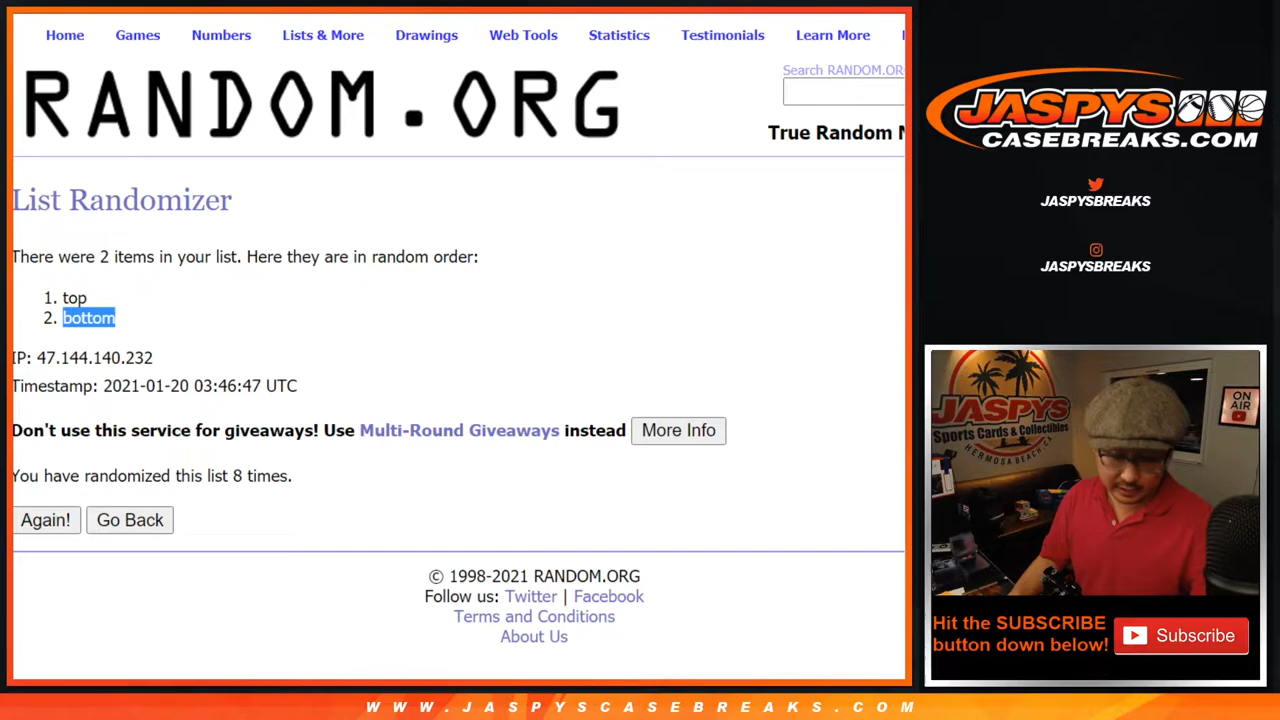 Home Games Numbers Lists & More Drawings Web Tools Statistics Testimonials Learn More
Search RANDOM.OR
RANDOM.ORG
True Random
List Randomizer
There were 2 items in your list. Here they are in random order:
1. top
2. bottom
IP: 47.144.140.232
Timestamp: 2021-01-20 03:46:47 UTC
Don't use this service for giveaways! Use Multi-Round Giveaways instead More Info
You have randomized this list 8 times.
Again! Go Back
© 1998-2021 RANDOM.ORG
Follow us: Twitter | Facebook
Terms and Conditions
About Us
JASPYS
CASEBREAKS.COM
JASPYSBREAKS
JASPYSBREAKS
JASPYS
Sports Cards & Collectibles
HERMOSA BEACH, CA
ON
AIR
Hit the SUBSCRIBE
button down below!
Subscribe
WWW.JASPYSCASEBREAKS.COM